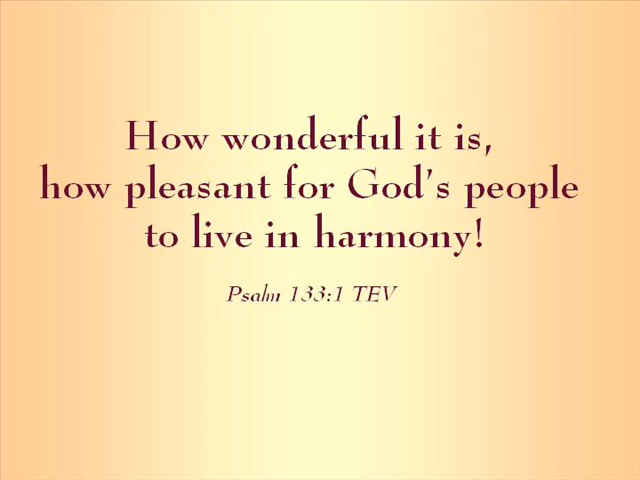 How wonderful it is,
how pleasant for God's people
to live in harmony!
Psalm 133:1 TEV